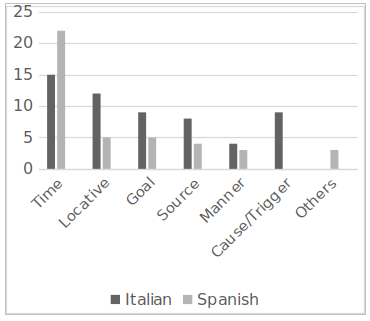 25
20
15
10
5
0
Time
Locative
Goal
Source
Manner
Cause/Trigger
Others
Italian Spanish